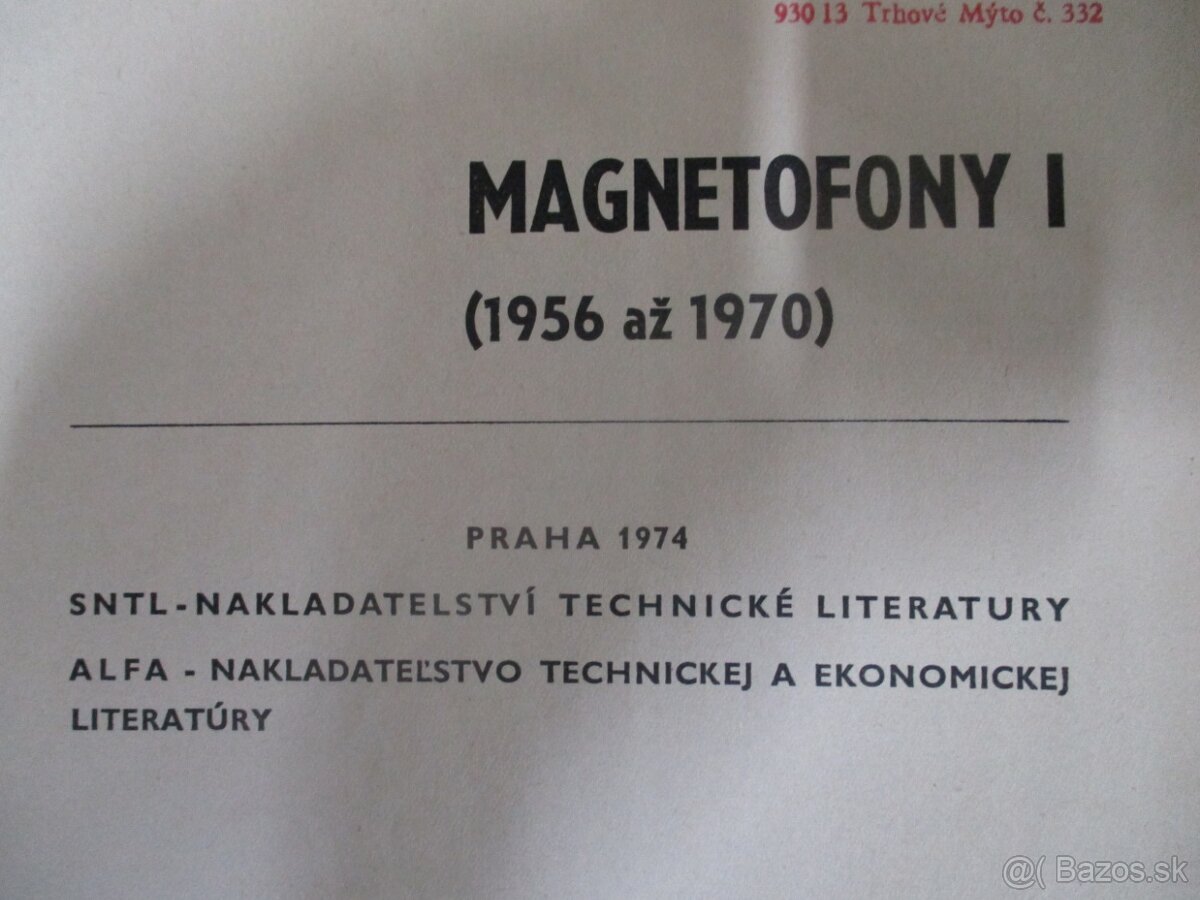 930 13 Trhové Mýto č. 332
MAGNETOFONY I
(1956 až 1970)
PRAHA 1974
SNTL-NAKLADATELSTVÍ TECHNICKÉ LITERATURY
ALFA - NAKLADATEĽSTVO TECHNICKEJ A EKONOMICKEJ
LITERATÚRY
@( Bazos.sk